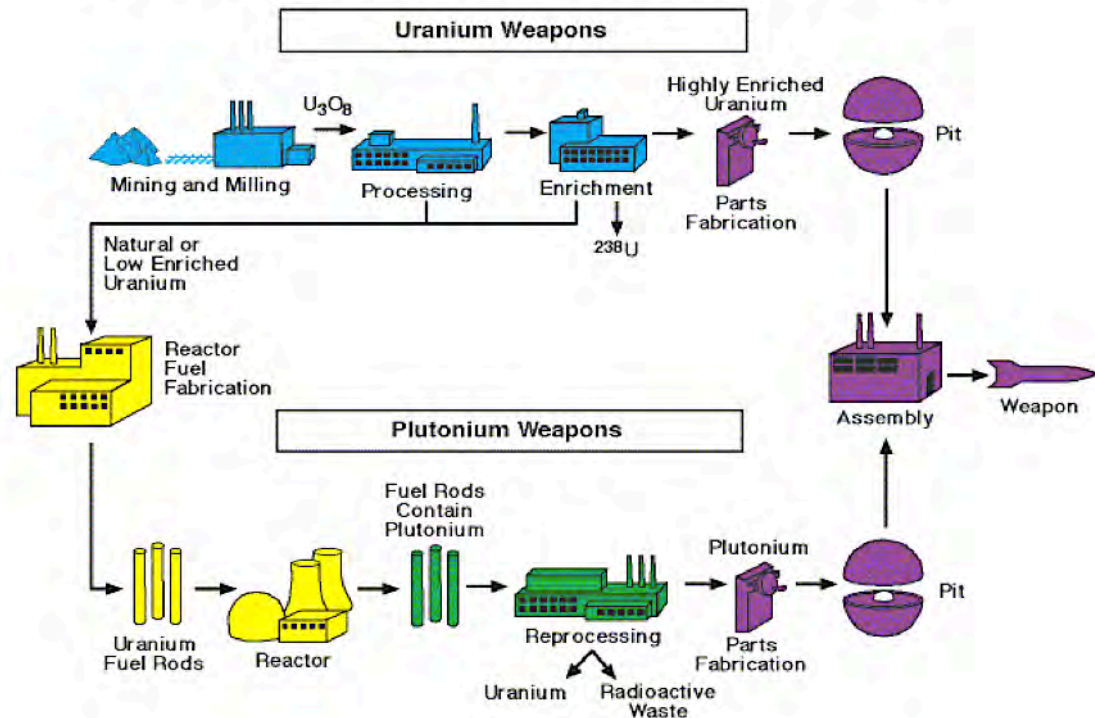 Uranium Weapons
U₃O₈
Highly Enriched
Uranium
Pit
Mining and Milling
Processing
Enrichment
Parts
Fabrication
²³⁸U
Natural or
Low Enriched
Uranium
Reactor
Fuel
Fabrication
Assembly
Weapon
Plutonium Weapons
Fuel Rods
Contain
Plutonium
Plutonium
Pit
Uranium
Fuel Rods
Reactor
Reprocessing
Parts
Fabrication
Uranium
Radioactive
Waste